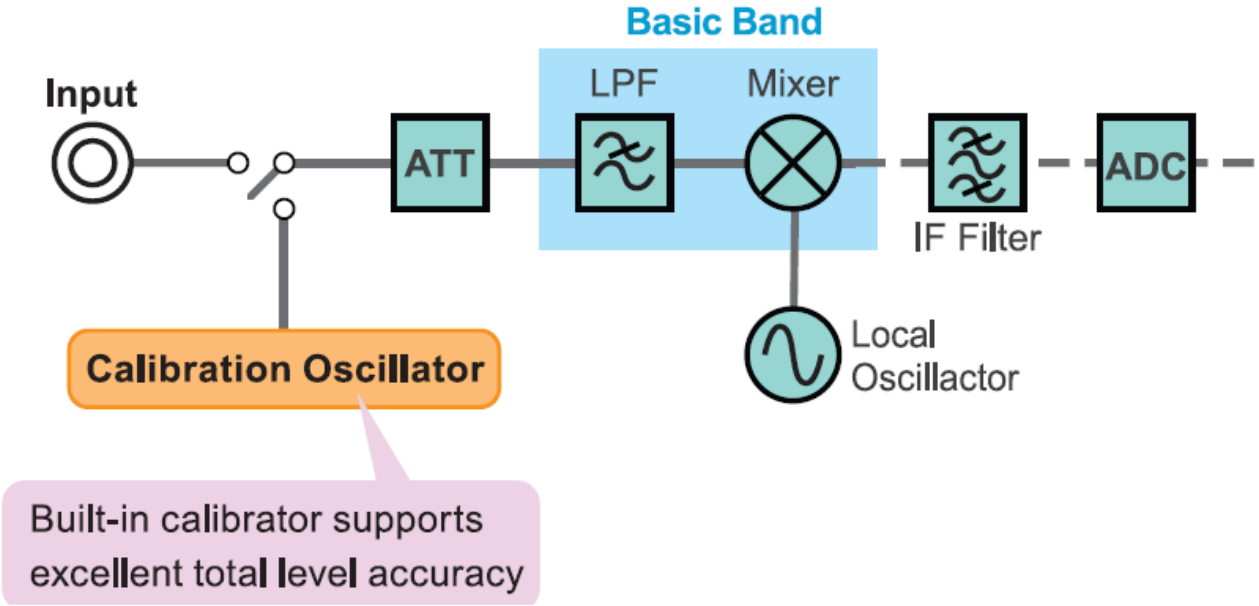 Basic Band
Input
LPF
Mixer
ATT
ADC
IF Filter
Local
Oscillactor
Calibration Oscillator
Built-in calibrator supports
excellent total level accuracy